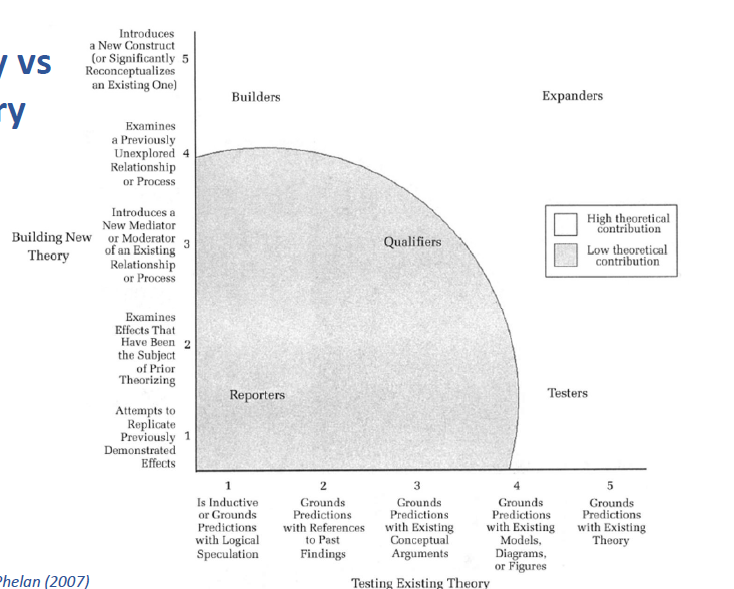 y vs
ry
Introduces
a New Construct
(or Significantly
Reconceptualizes
an Existing One)
5
Builders
Expanders
Examines
a Previously
Unexplored
Relationship
or Process
4
Building New
Theory
Introduces a
New Mediator
or Moderator
of an Existing
Relationship
or Process
3
Qualifiers
High theoretical
contribution
Low theoretical
contribution
Examines
Effects That
Have Been
the Subject
of Prior
Theorizing
2
Reporters
Testers
Attempts to
Replicate
Previously
Demonstrated
Effects
1
1
Is Inductive
or Grounds
Predictions
with Logical
Speculation
2
Grounds
Predictions
with References
to Past
Findings
3
Grounds
Predictions
with Existing
Conceptual
Arguments
4
Grounds
Predictions
with Existing
Models,
Diagrams,
or Figures
5
Grounds
Predictions
with Existing
Theory
Testing Existing Theory
Phelan (2007)